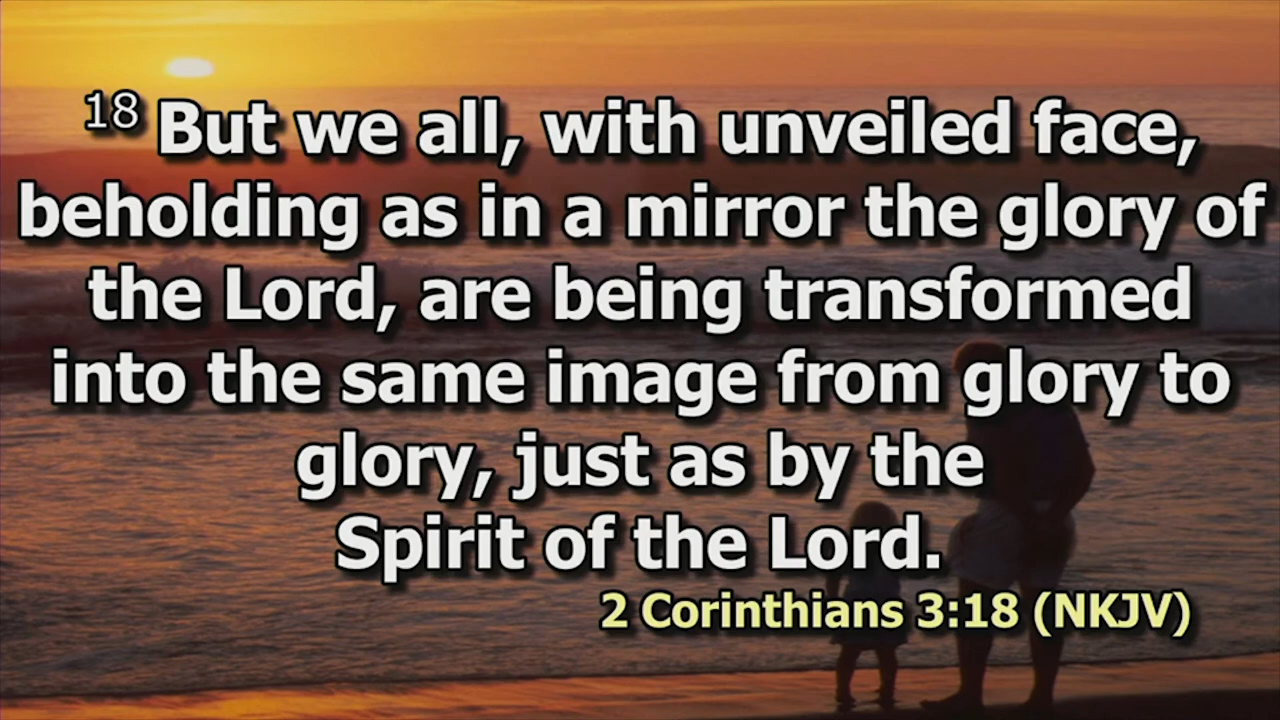 18 But we all, with unveiled face,
beholding as in a mirror the glory of
the Lord, are being transformed
into the same image from glory to
glory, just as by the
Spirit of the Lord.
2 Corinthians 3:18 (NKJV)